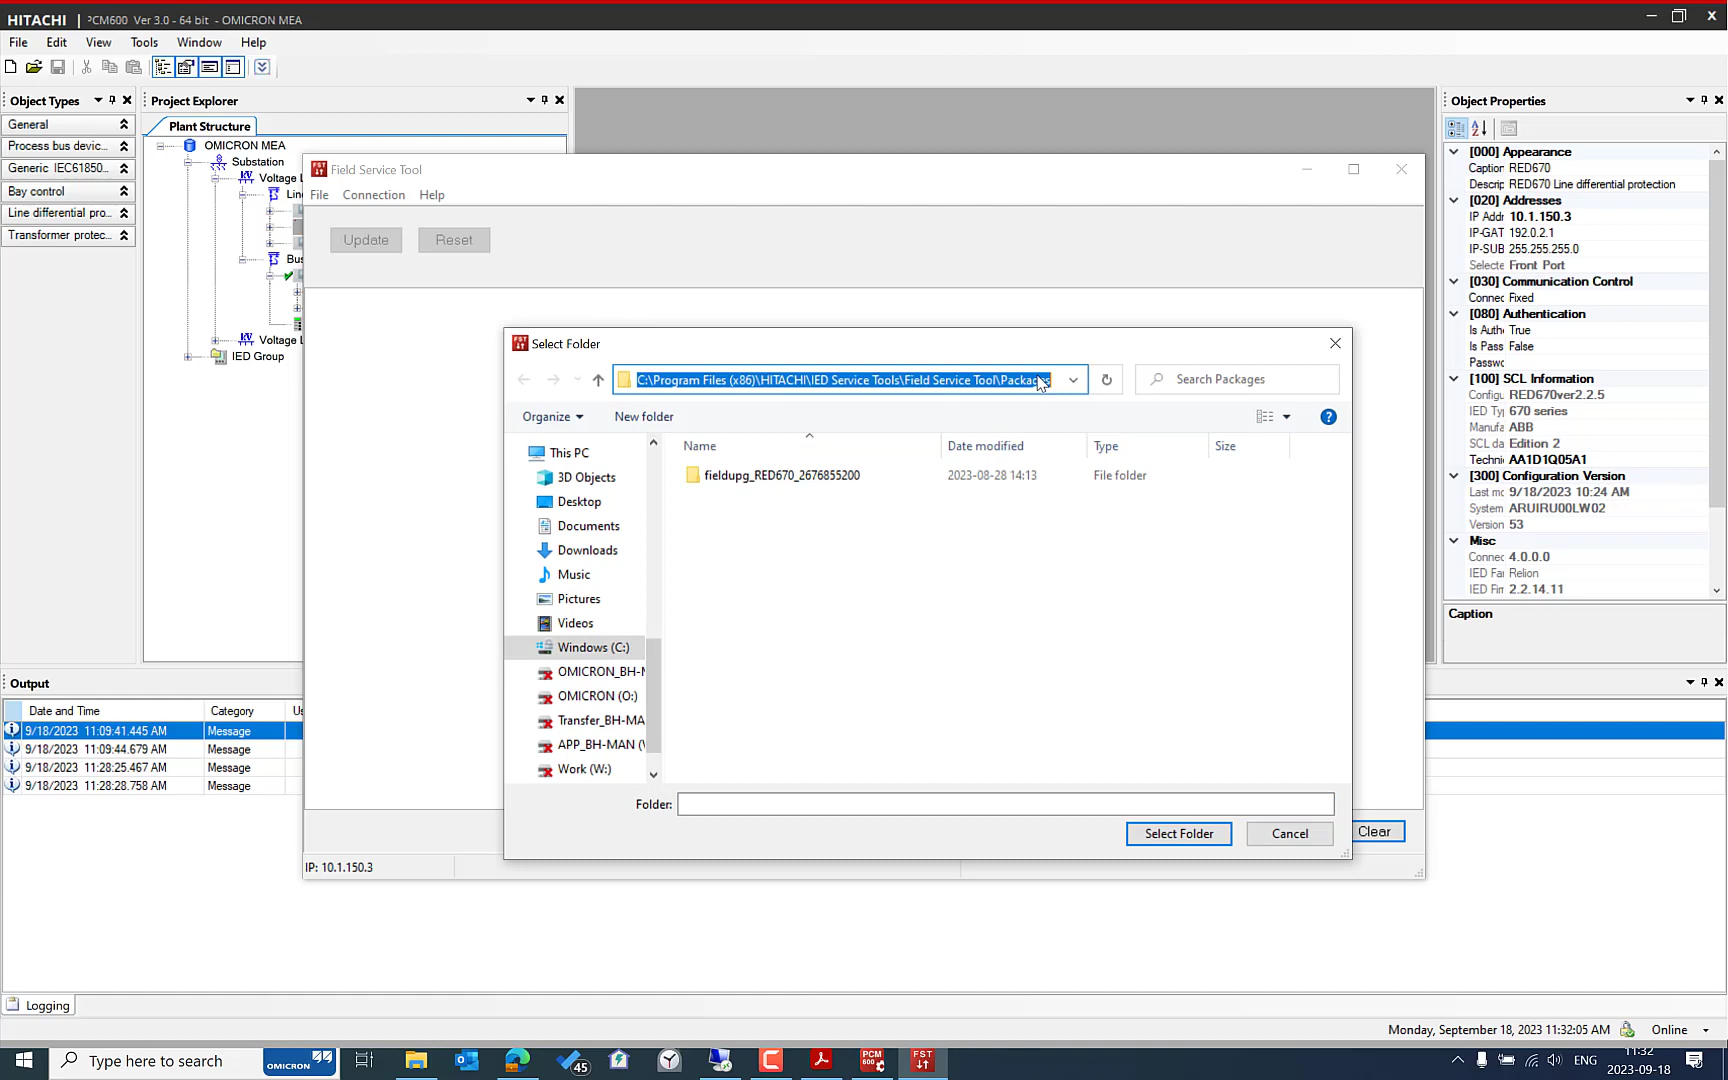 HITACHI | PCM600 Ver 3.0 - 64 bit - OMICRON MEA
File Edit View Tools Window Help
Object Types
General
Process bus devic...
Generic IEC61850...
Bay control
Line differential pro...
Transformer protec...
Project Explorer
Plant Structure
OMICRON MEA
Substation
Voltage L
Line
Bus
Voltage L
IED Group
Field Service Tool
File Connection Help
Update Reset
Select Folder
C:\Program Files (x86)\HITACHI\IED Service Tools\Field Service Tool\Packages
Search Packages
Organize New folder
This PC
3D Objects
Desktop
Documents
Downloads
Music
Pictures
Videos
Windows (C:)
OMICRON_BH-M
OMICRON (O:)
Transfer_BH-MA
APP_BH-MAN (
Work (W:)
Name Date modified Type Size
fieldupg_RED670_2676855200 2023-08-28 14:13 File folder
Folder:
Select Folder Cancel
Clear
IP: 10.1.150.3
Object Properties
[000] Appearance
Caption RED670
Descrip RED670 Line differential protection
[020] Addresses
IP Addr 10.1.150.3
IP-GAT 192.0.2.1
IP-SUB 255.255.255.0
Selecte Front Port
[030] Communication Control
Connec Fixed
[080] Authentication
Is Auth True
Is Pass False
Passwo
[100] SCL Information
Configu RED670ver2.2.5
IED Ty 670 series
Manufa ABB
SCL da Edition 2
Techni AA1D1Q05A1
[300] Configuration Version
Last mo 9/18/2023 10:24 AM
System ARUIRU00LW02
Version 53
Misc
Connec 4.0.0.0
IED Fa Relion
IED Fir 2.2.14.11
Caption
Output
Date and Time Category Us
9/18/2023 11:09:41.445 AM Message
9/18/2023 11:09:44.679 AM Message
9/18/2023 11:28:25.467 AM Message
9/18/2023 11:28:28.758 AM Message
Logging
Monday, September 18, 2023 11:32:05 AM Online
Type here to search
OMICRON
45
PCM 600
FST
ENG
11:32
2023-09-18